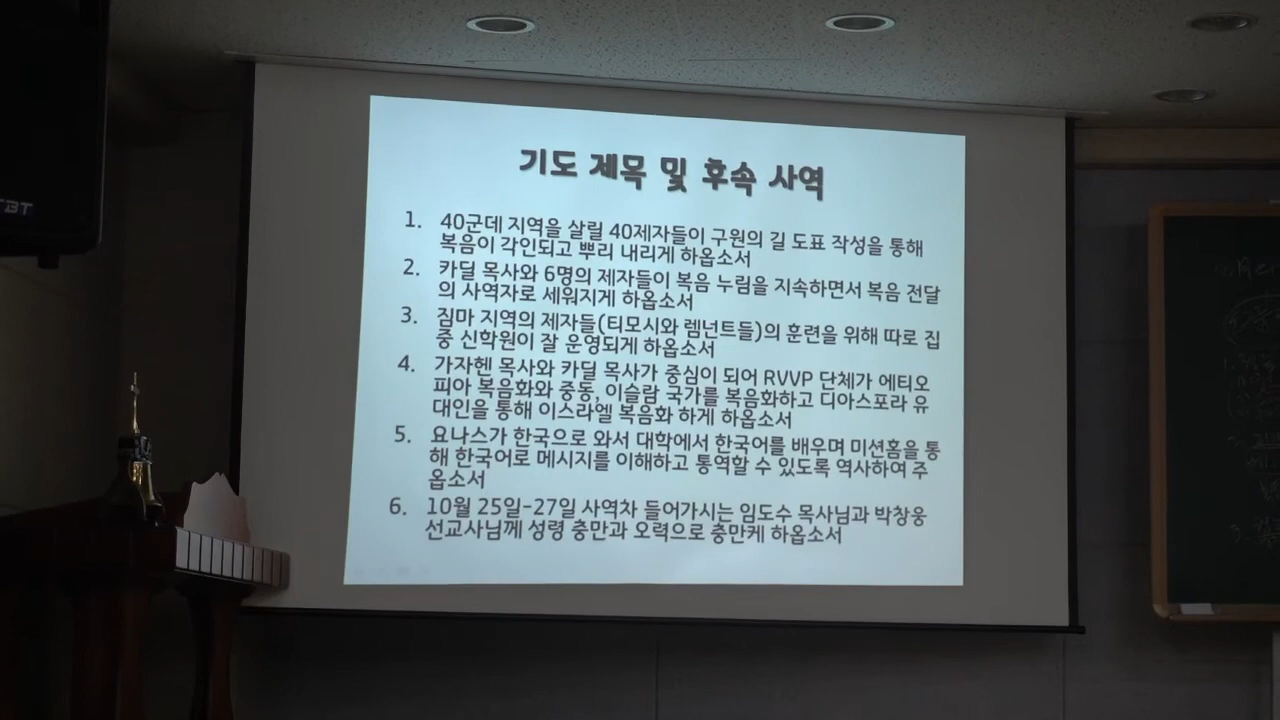 기도 제목 및 후속 사역
1. 40군데 지역을 살릴 40제자들이 구원의 길 도표 작성을 통해
복음이 각인되고 뿌리 내리게 하옵소서
2. 카딜 목사와 6명의 제자들이 복음 누림을 지속하면서 복음 전달
의 사역자로 세워지게 하옵소서
3. 짐마 지역의 제자들(티모시와 렘넌트들)의 훈련을 위해 따로 집
중 신학원이 잘 운영되게 하옵소서
4. 가자헨 목사와 카딜 목사가 중심이 되어 RVVP 단체가 에티오
피아 복음화와 중동, 이슬람 국가를 복음화하고 디아스포라 유
대인을 통해 이스라엘 복음화 하게 하옵소서
5. 요나스가 한국으로 와서 대학에서 한국어를 배우며 미션홈을 통
해 한국어로 메시지를 이해하고 통역할 수 있도록 역사하여 주
옵소서
6. 10월 25일-27일 사역차 들어가시는 임도수 목사님과 박창웅
선교사님께 성령 충만과 오력으로 충만케 하옵소서